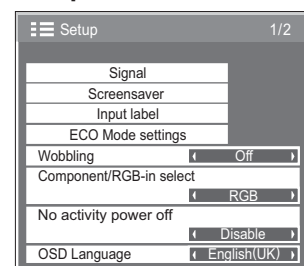 Setup 1/2
Signal
Screensaver
Input label
ECO Mode settings
Wobbling Off
Component/RGB-in select
RGB
No activity power off
Disable
OSD Language English(UK)